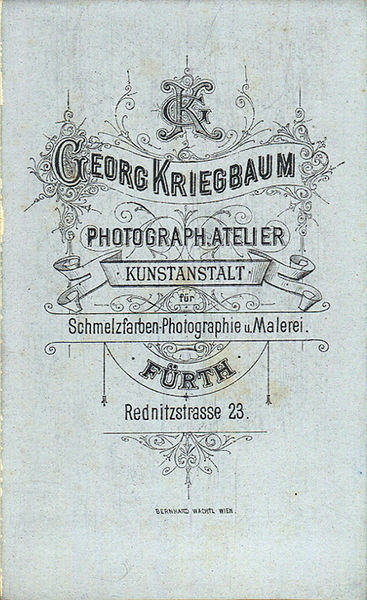 GK
GEORG KRIEGBAUM
PHOTOGRAPH. ATELIER
KUNSTANSTALT
für
Schmelzfarben-Photographie u. Malerei.
FÜRTH
Rednitzstrasse 23.
BERNHARD WACHTL WIEN.